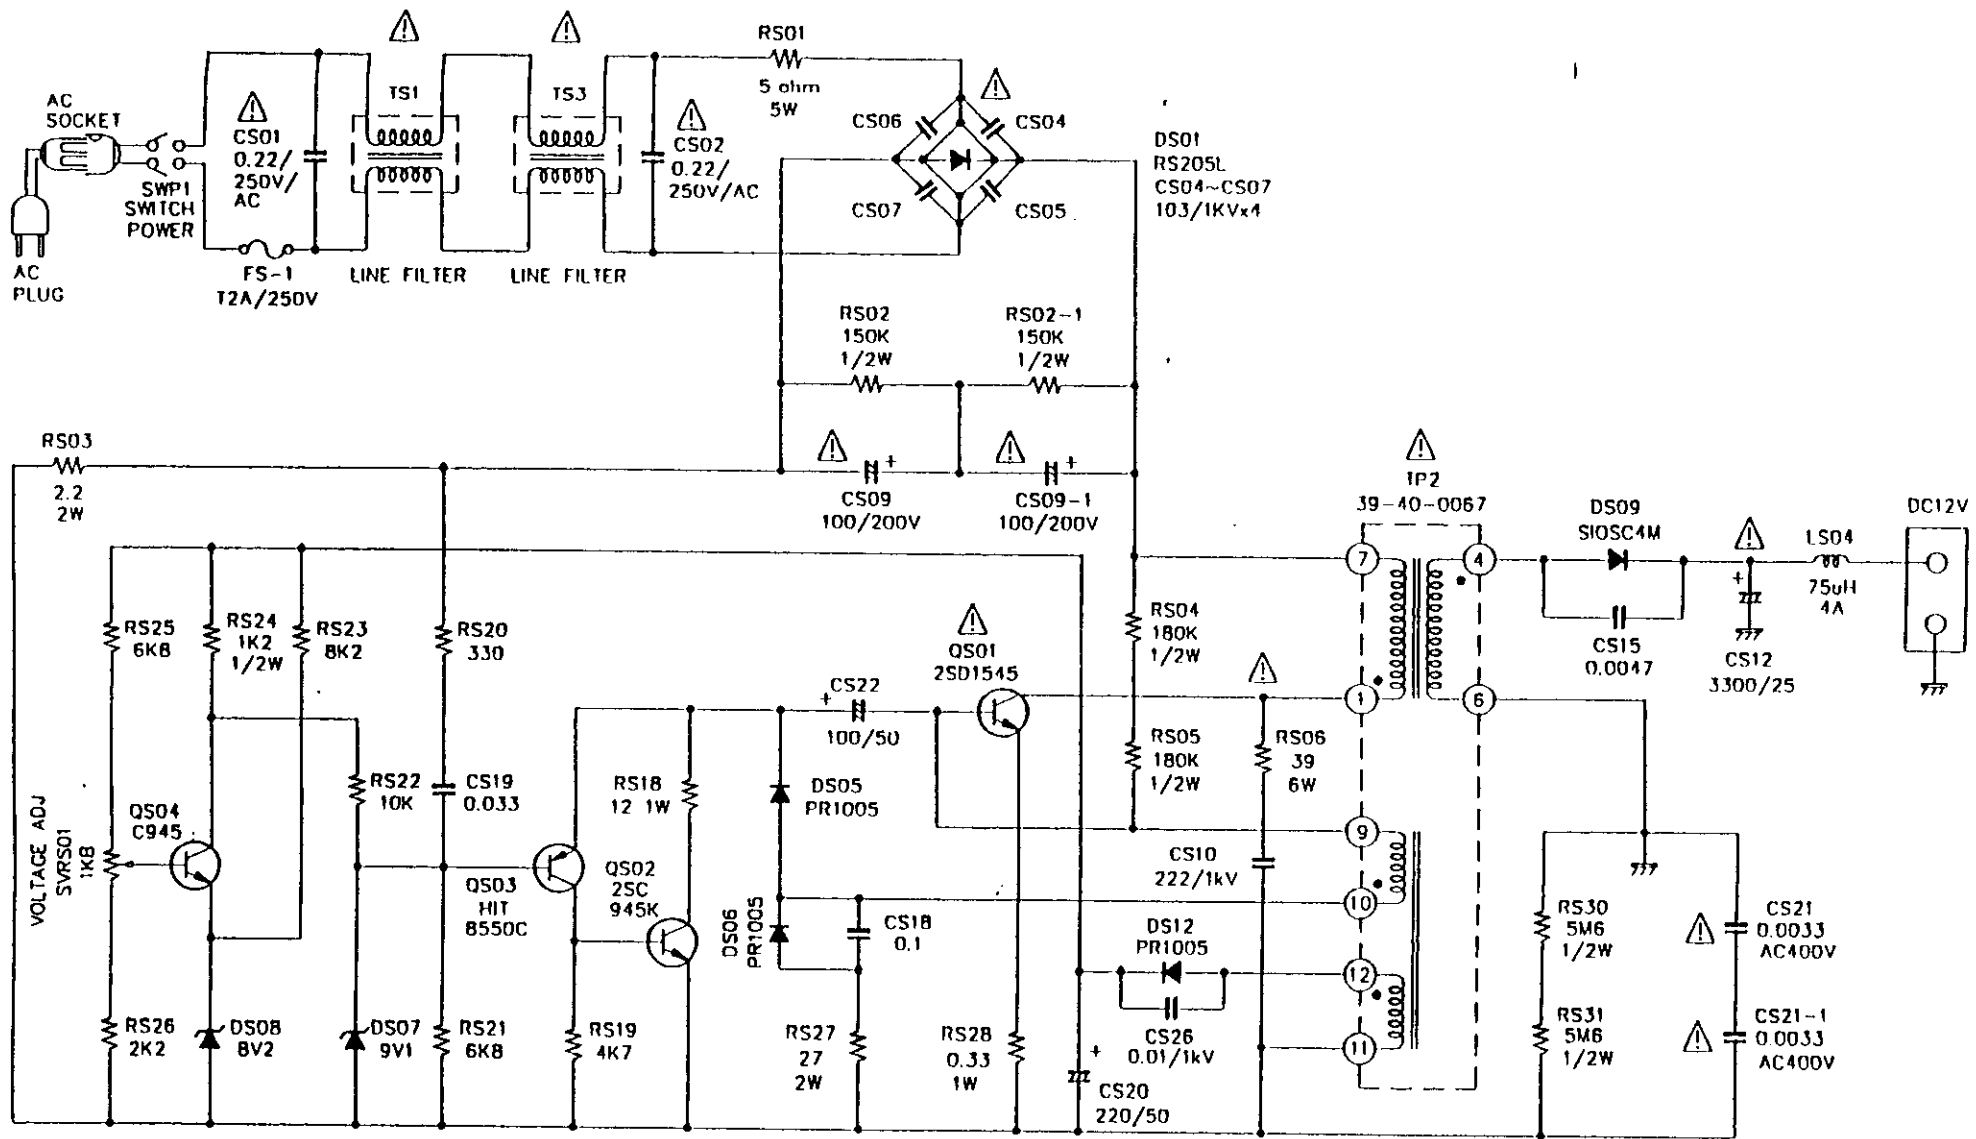 AC
SOCKET
SWP1
SWITCH
POWER
AC
PLUG
FS-1
T2A/250V
CS01
0.22/
250V/
AC
TS1
LINE FILTER
TS3
LINE FILTER
CS02
0.22/
250V/AC
RS01
5 ohm
5W
CS06
CS04
CS07
CS05
DS01
RS205L
CS04~CS07
103/1KVx4
RS02
150K
1/2W
RS02-1
150K
1/2W
RS03
2.2
2W
CS09
100/200V
CS09-1
100/200V
TP2
39-40-0067
DS09
SIOSC4M
LS04
75uH
4A
DC12V
7
4
1
6
9
10
12
11
CS15
0.0047
CS12
3300/25
RS25
6K8
RS24
1K2
1/2W
RS23
8K2
RS20
330
RS04
180K
1/2W
QS01
2SD1545
CS22
100/50
RS05
180K
1/2W
RS06
39
6W
RS22
10K
CS19
0.033
RS18
12 1W
DS05
PR1005
VOLTAGE ADJ
SVRS01
1K8
QS04
C945
QS03
HIT
8550C
QS02
2SC
945K
DS06
PR1005
CS18
0.1
CS10
222/1kV
DS12
PR1005
CS26
0.01/1kV
RS30
5M6
1/2W
CS21
0.0033
AC400V
RS26
2K2
DS08
8V2
DS07
9V1
RS21
6K8
RS19
4K7
RS27
27
2W
RS28
0.33
1W
CS20
220/50
RS31
5M6
1/2W
CS21-1
0.0033
AC400V